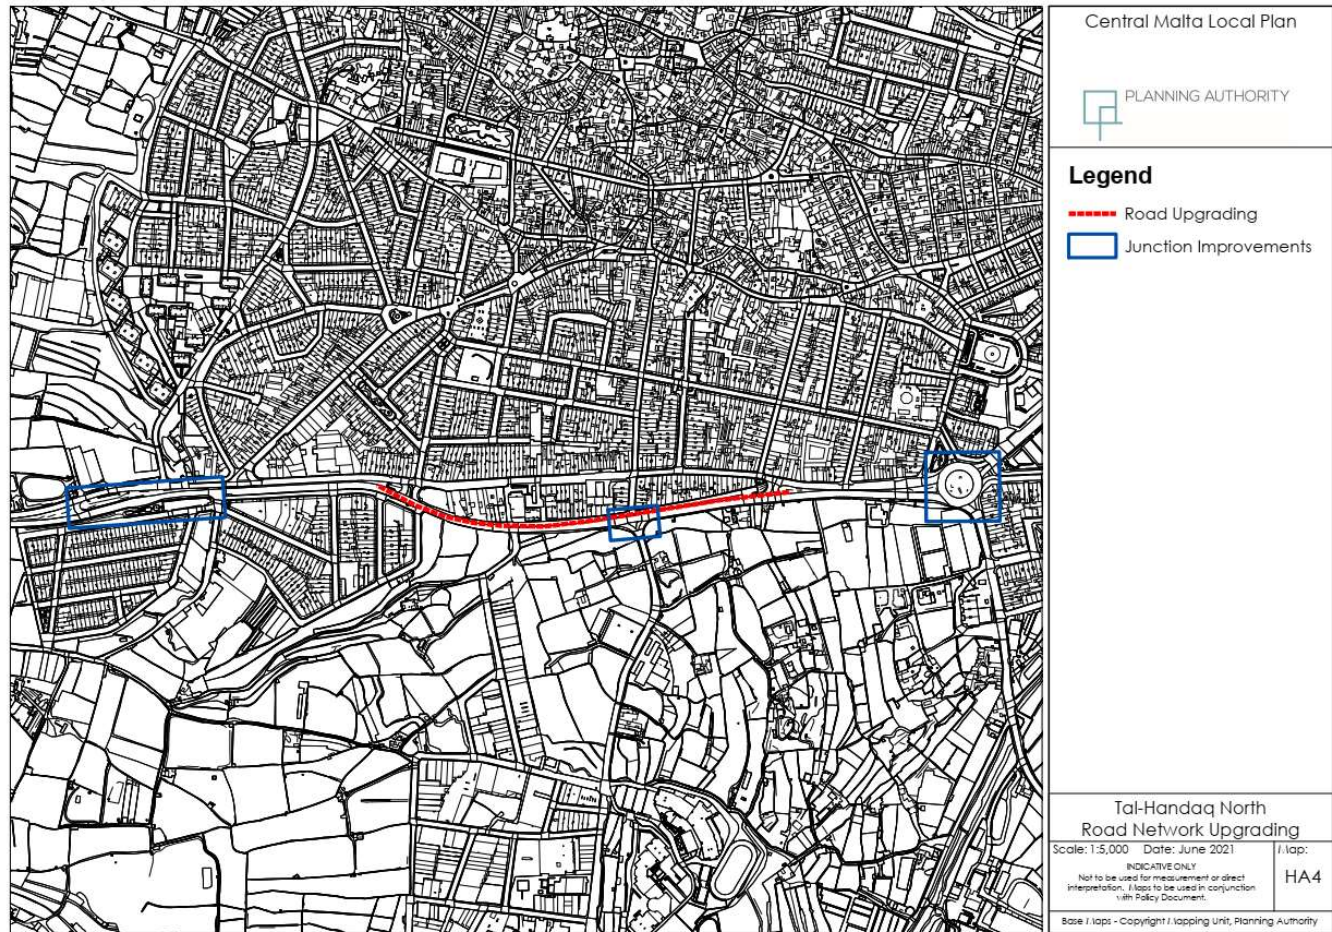 Central Malta Local Plan
PLANNING AUTHORITY
Legend
Road Upgrading
Junction Improvements
Tal-Handaq North
Road Network Upgrading
Scale: 1:5,000 Date: June 2021
Map:
INDICATIVE ONLY
Not to be used for measurement or direct
interpretation. Maps to be used in conjunction
with Policy Document.
HA4
Base Maps - Copyright Mapping Unit, Planning Authority